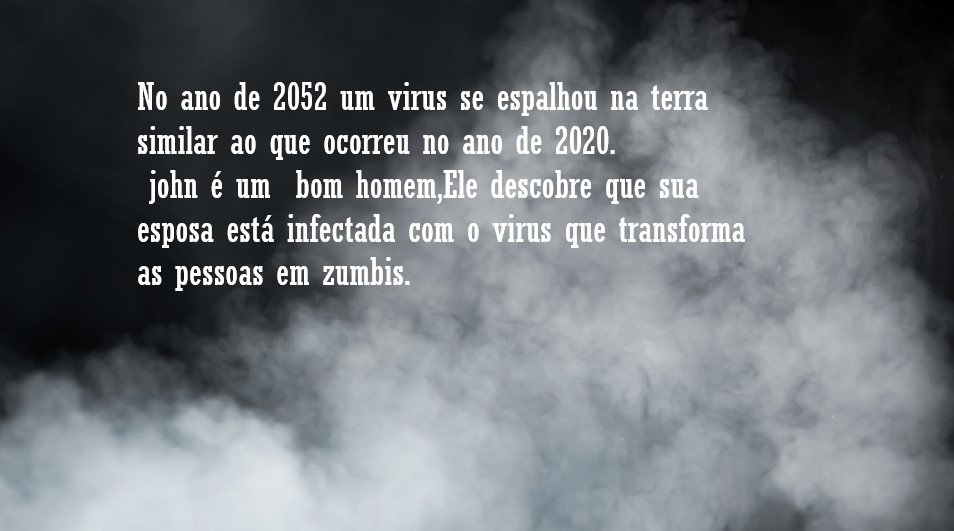 No ano de 2052 um virus se espalhou na terra
similar ao que ocorreu no ano de 2020.
john é um bom homem,Ele descobre que sua
esposa está infectada com o virus que transforma
as pessoas em zumbis.